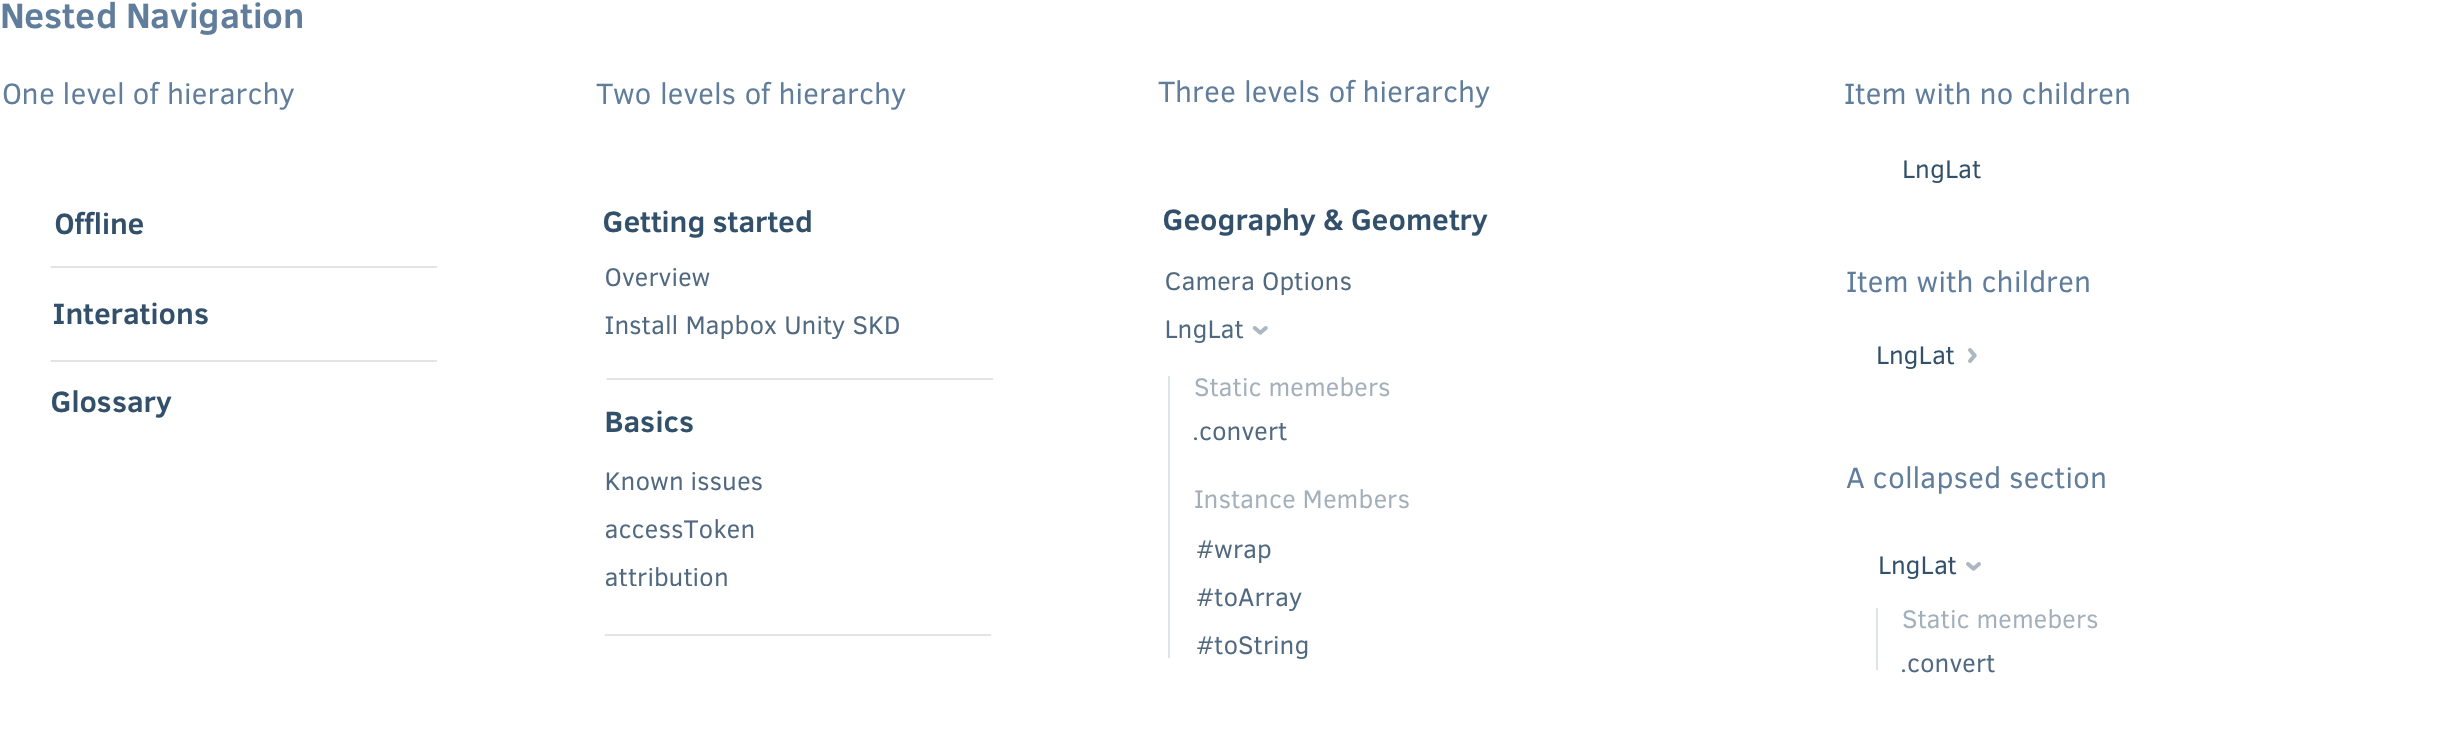 Nested Navigation
One level of hierarchy
Offline
Interations
Glossary
Two levels of hierarchy
Getting started
Overview
Install Mapbox Unity SKD
Basics
Known issues
accessToken
attribution
Three levels of hierarchy
Geography & Geometry
Camera Options
LngLat
Static memebers
.convert
Instance Members
#wrap
#toArray
#toString
Item with no children
LngLat
Item with children
LngLat
A collapsed section
LngLat
Static memebers
.convert